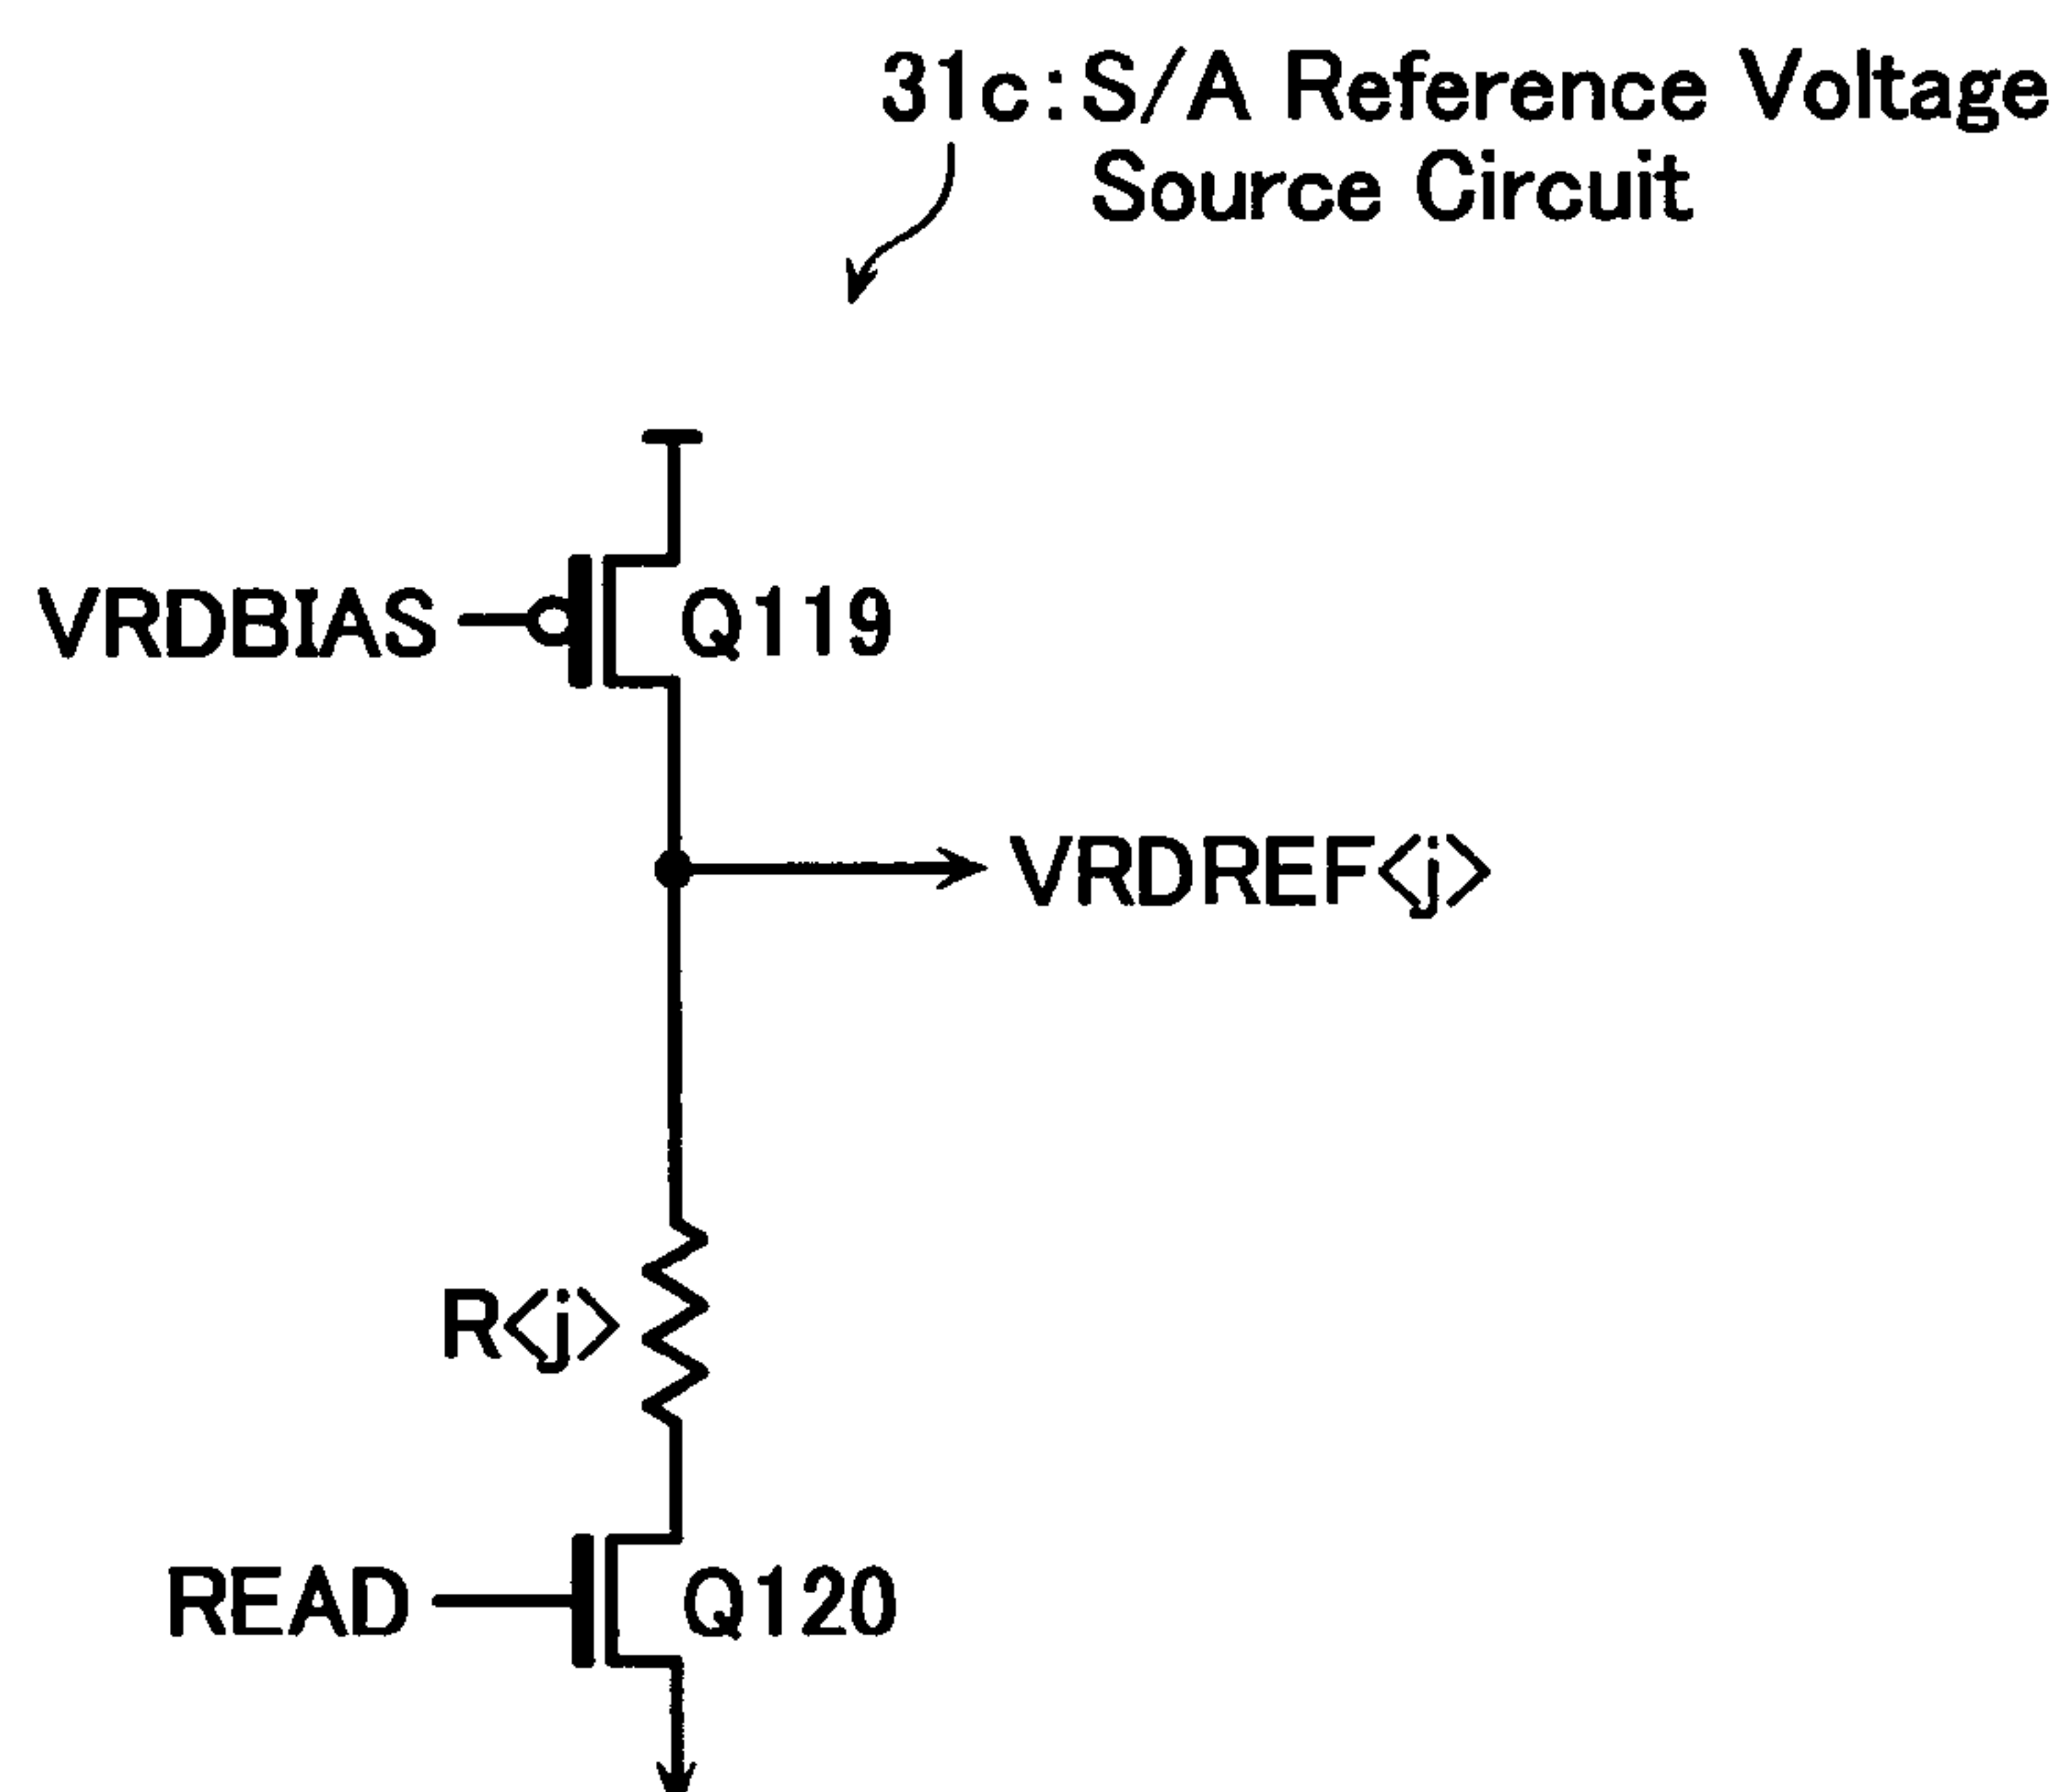 31c:S/A Reference Voltage
Source Circuit
VRDBIAS
Q119
VRDREF<j>
R<j>
READ
Q120